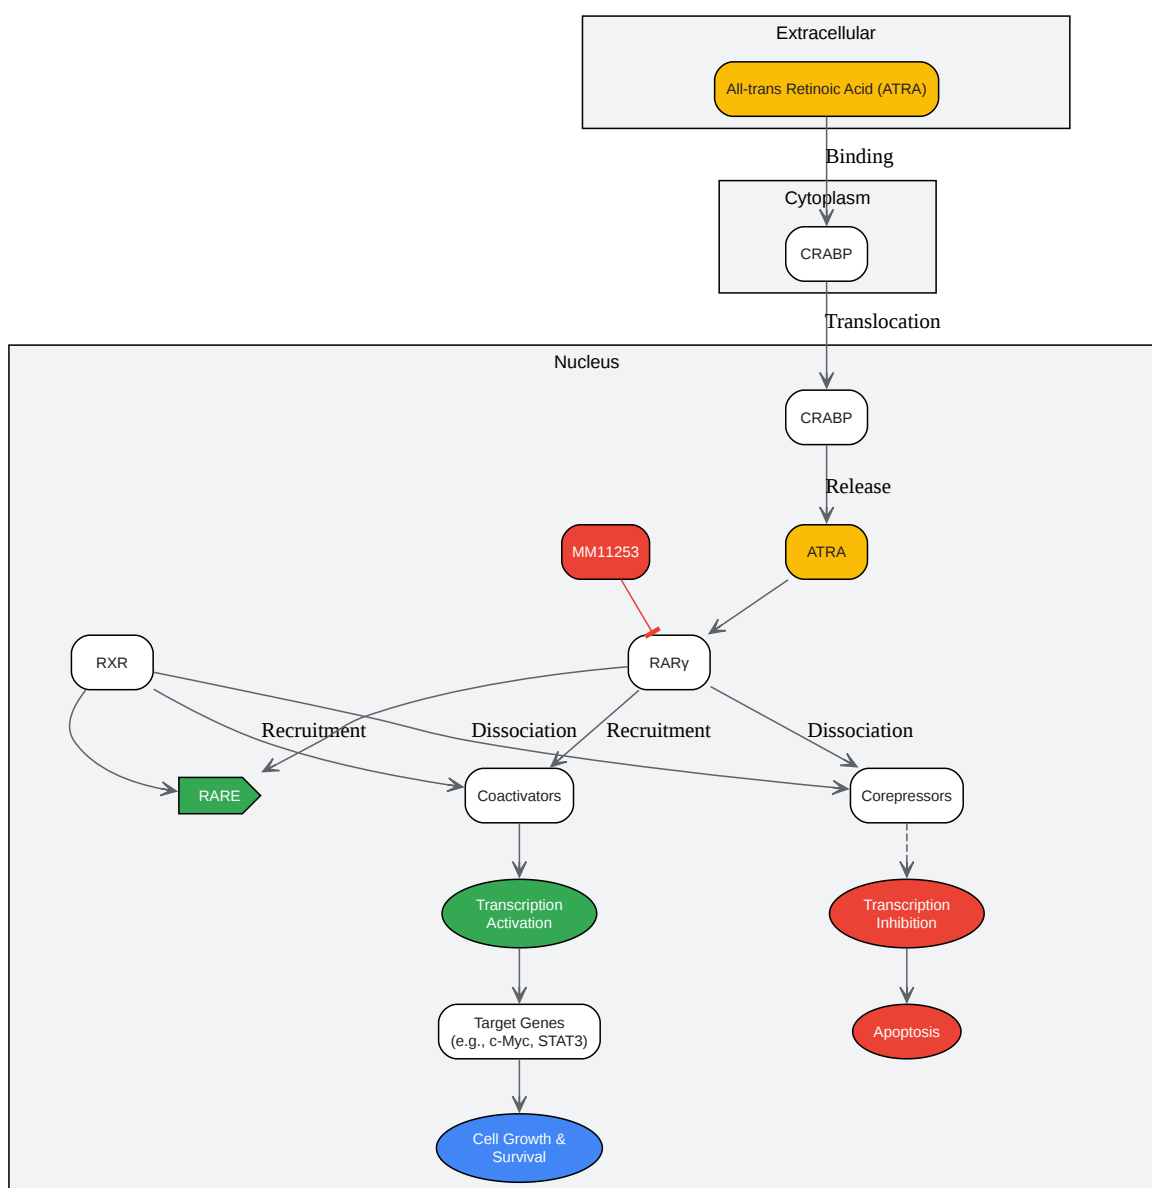 Extracellular
All-trans Retinoic Acid (ATRA)
Binding
Cytoplasm
CRABP
Translocation
Nucleus
CRABP
Release
MM11253
ATRA
RXR
RARγ
Recruitment
Dissociation
Recruitment
Dissociation
RARE
Coactivators
Corepressors
Transcription
Activation
Transcription
Inhibition
Target Genes
(e.g., c-Myc, STAT3)
Apoptosis
Cell Growth &
Survival